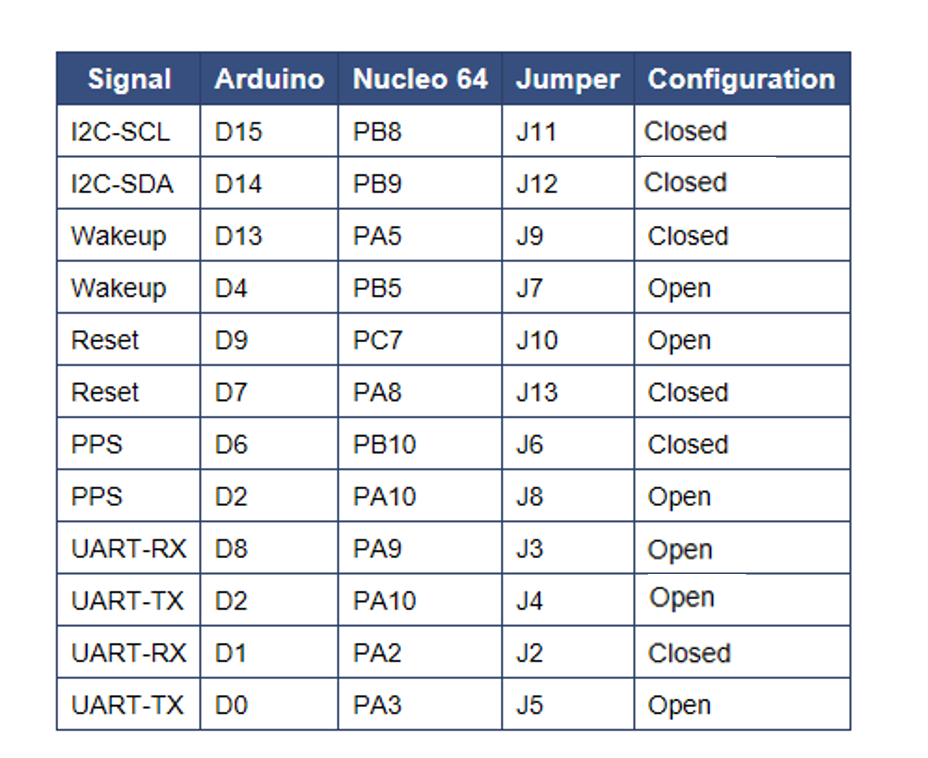 Signal Arduino Nucleo 64 Jumper Configuration
I2C-SCL D15 PB8 J11 Closed
I2C-SDA D14 PB9 J12 Closed
Wakeup D13 PA5 J9 Closed
Wakeup D4 PB5 J7 Open
Reset D9 PC7 J10 Open
Reset D7 PA8 J13 Closed
PPS D6 PB10 J6 Closed
PPS D2 PA10 J8 Open
UART-RX D8 PA9 J3 Open
UART-TX D2 PA10 J4 Open
UART-RX D1 PA2 J2 Closed
UART-TX D0 PA3 J5 Open